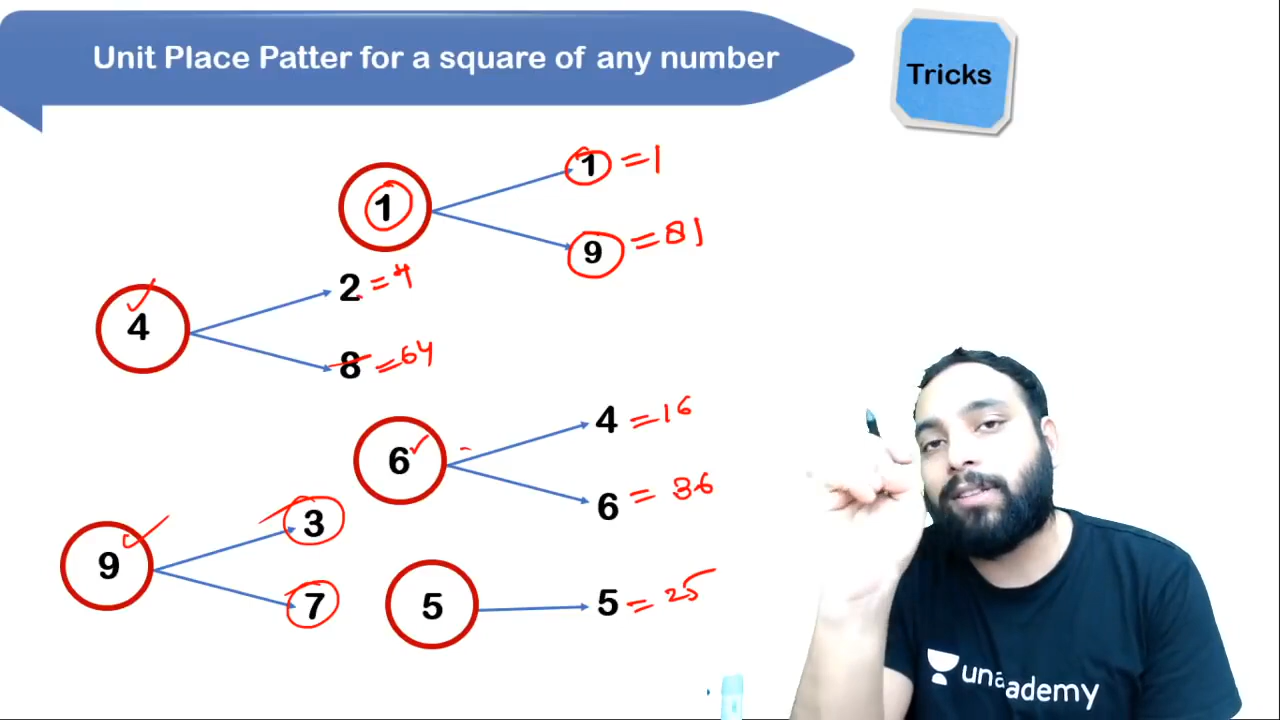 Unit Place Patter for a square of any number
Tricks
1
1 = 1
9 = 81
4
2 = 4
8 = 64
6
4 = 16
6 = 36
9
3
7
5
5 = 25
unacademy